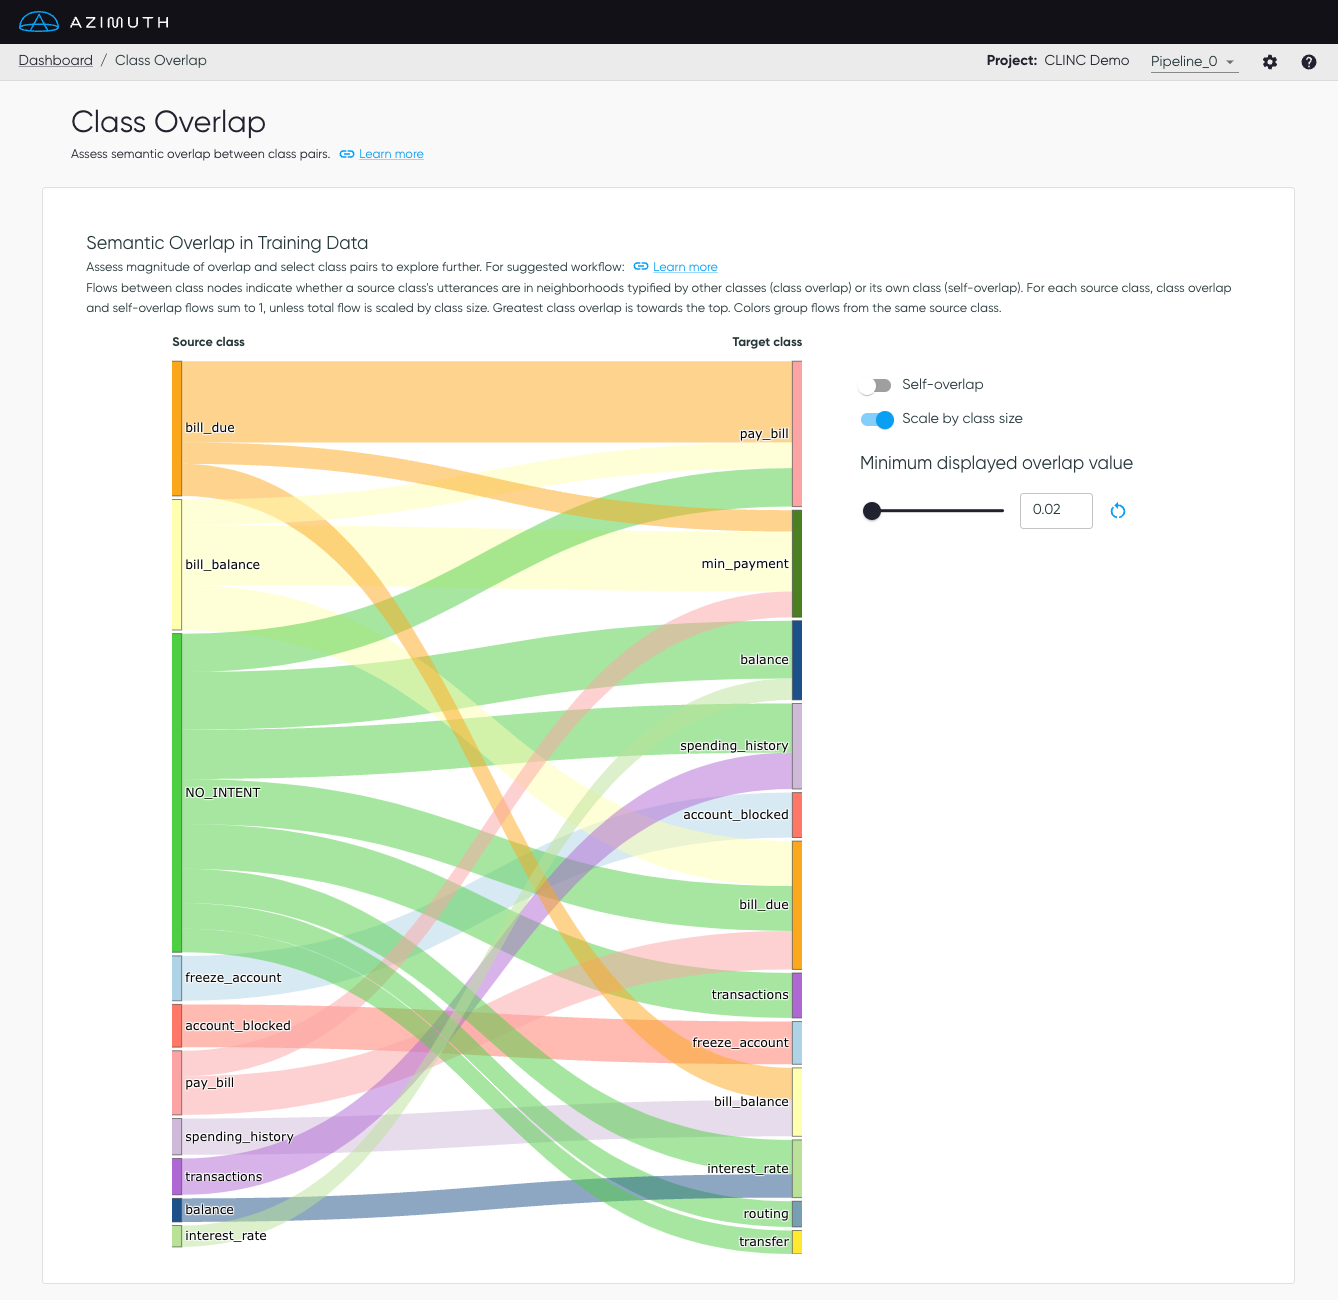 AZIMUTH
Dashboard / Class Overlap
Project: CLINC Demo Pipeline_0
Class Overlap
Assess semantic overlap between class pairs. Learn more
Semantic Overlap in Training Data
Assess magnitude of overlap and select class pairs to explore further. For suggested workflow: Learn more
Flows between class nodes indicate whether a source class's utterances are in neighborhoods typified by other classes (class overlap) or its own class (self-overlap). For each source class, class overlap
and self-overlap flows sum to 1, unless total flow is scaled by class size. Greatest class overlap is towards the top. Colors group flows from the same source class.
Source class
bill_due
bill_balance
NO_INTENT
freeze_account
account_blocked
pay_bill
spending_history
transactions
balance
interest_rate
Target class
pay_bill
min_payment
balance
spending_history
account_blocked
bill_due
transactions
freeze_account
bill_balance
interest_rate
routing
transfer
Self-overlap
Scale by class size
Minimum displayed overlap value
0.02